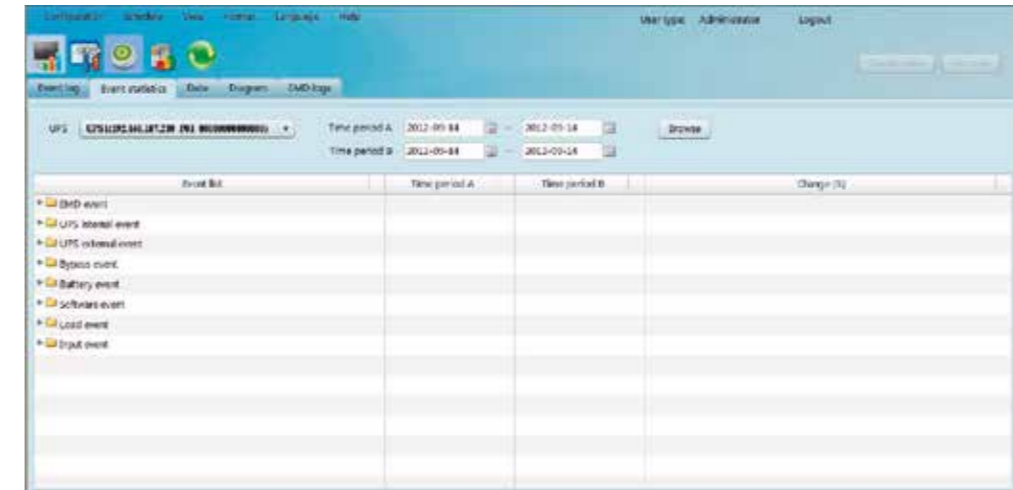 Configuration Schedule View Format Language Help User type: Administrator Logout
Event log Event statistics Data Diagram EMD logs
UPS Time period A 2012-09-14 – 2012-09-14 Browse
Time period B 2012-09-14 – 2012-09-14
Event list Time period A Time period B Change (%)
EMD event
UPS internal event
UPS external event
Bypass event
Battery event
Software event
Load event
Input event